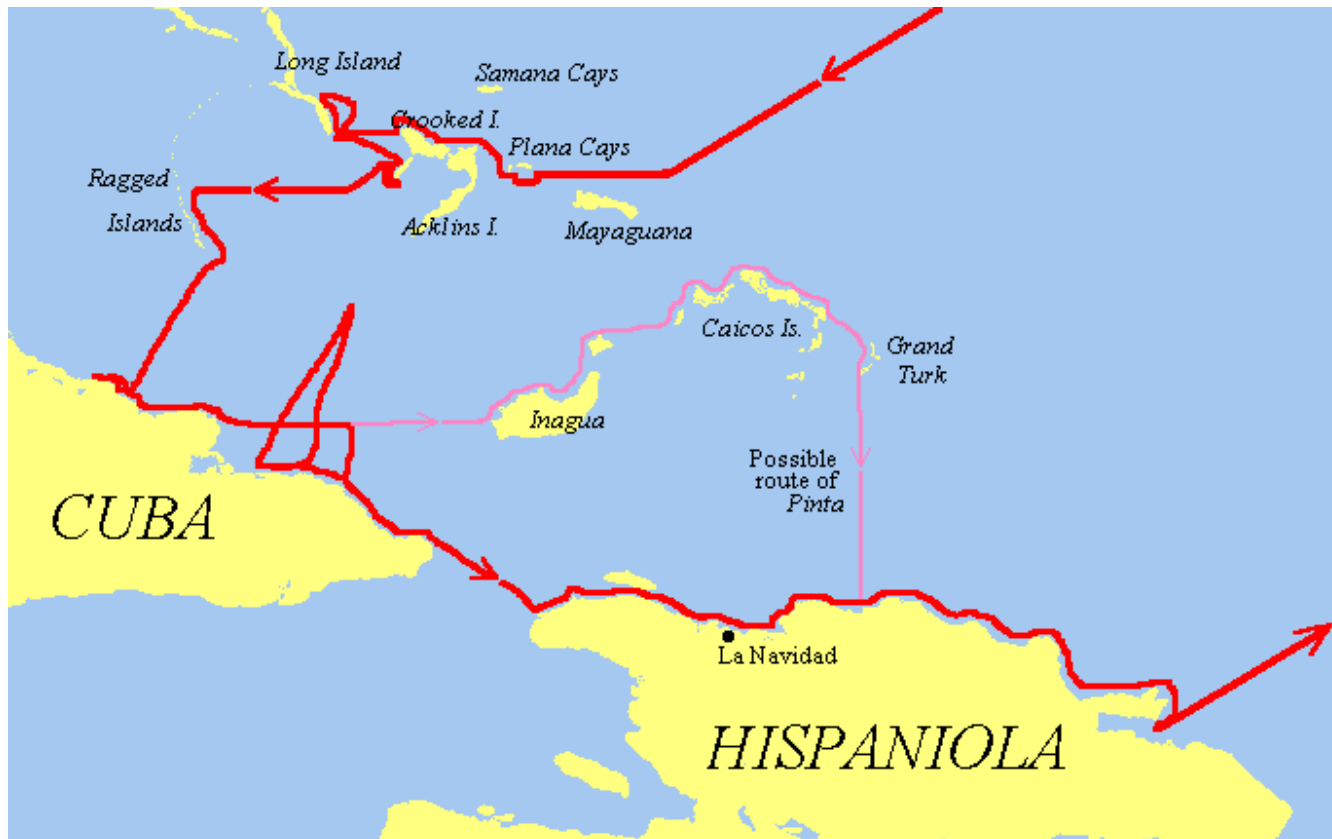 Long Island
Samana Cays
Crooked I.
Plana Cays
Ragged
Islands
Acklins I.
Mayaguana
Caicos Is.
Grand
Turk
Inagua
Possible
route of
Pinta
CUBA
La Navidad
HISPANIOLA